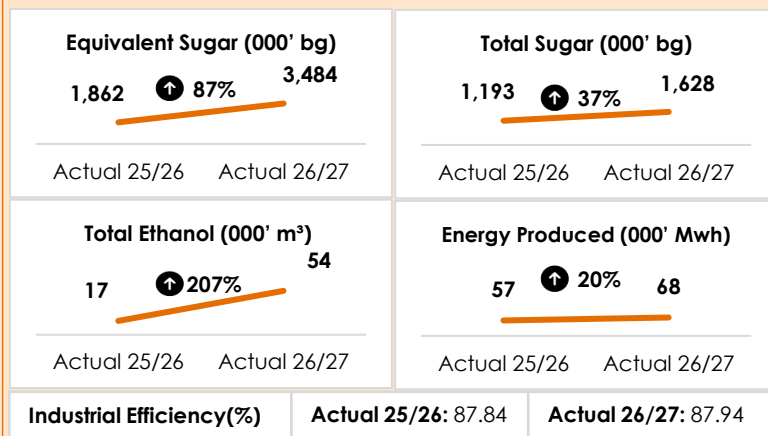 Equivalent Sugar (000' bg)
1,862 87% 3,484
Actual 25/26 Actual 26/27
Total Sugar (000' bg)
1,193 37% 1,628
Actual 25/26 Actual 26/27
Total Ethanol (000' m³)
17 207% 54
Actual 25/26 Actual 26/27
Energy Produced (000' Mwh)
57 20% 68
Actual 25/26 Actual 26/27
Industrial Efficiency(%) Actual 25/26: 87.84 Actual 26/27: 87.94